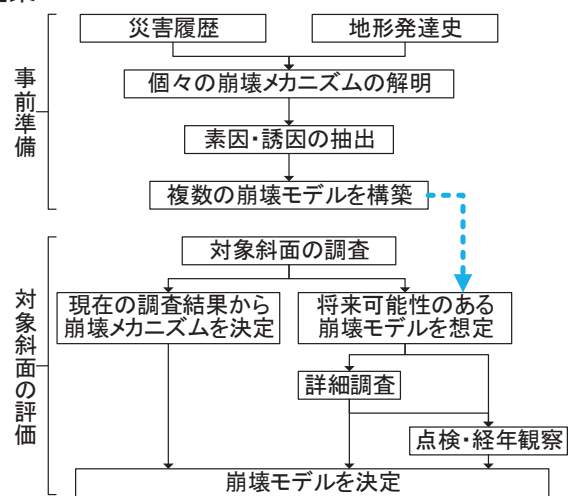 災害履歴
地形発達史
個々の崩壊メカニズムの解明
素因・誘因の抽出
複数の崩壊モデルを構築
事前準備
対象斜面の調査
現在の調査結果から
崩壊メカニズムを決定
将来可能性のある
崩壊モデルを想定
詳細調査
点検・経年観察
崩壊モデルを決定
対象斜面の評価